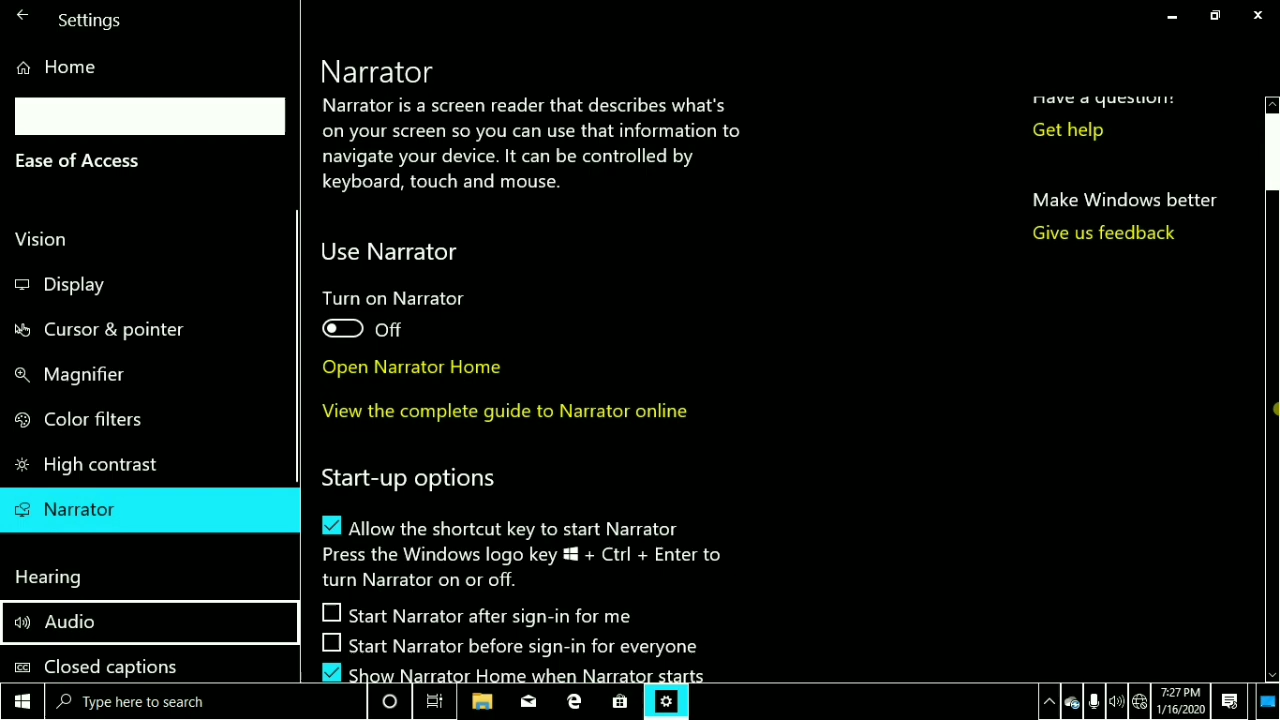 Settings
Home
Ease of Access
Vision
Display
Cursor & pointer
Magnifier
Color filters
High contrast
Narrator
Hearing
Audio
Closed captions
Narrator
Narrator is a screen reader that describes what's
on your screen so you can use that information to
navigate your device. It can be controlled by
keyboard, touch and mouse.
Use Narrator
Turn on Narrator
Off
Open Narrator Home
View the complete guide to Narrator online
Start-up options
Allow the shortcut key to start Narrator
Press the Windows logo key + Ctrl + Enter to
turn Narrator on or off.
Start Narrator after sign-in for me
Start Narrator before sign-in for everyone
Show Narrator Home when Narrator starts
Have a question?
Get help
Make Windows better
Give us feedback
Type here to search
7:27 PM
1/16/2020